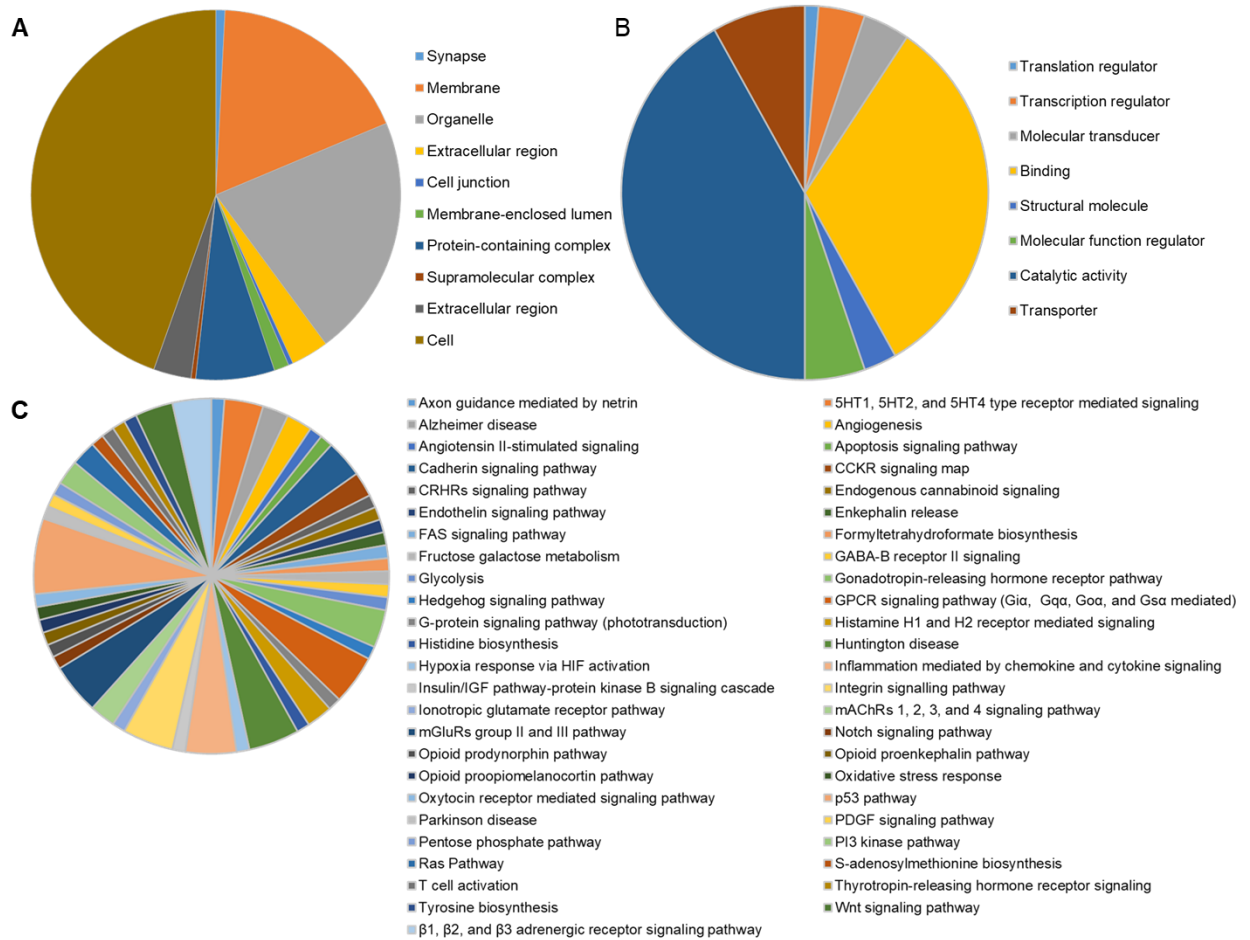 A
Synapse
Membrane
Organelle
Extracellular region
Cell junction
Membrane-enclosed lumen
Protein-containing complex
Supramolecular complex
Extracellular region
Cell
B
Translation regulator
Transcription regulator
Molecular transducer
Binding
Structural molecule
Molecular function regulator
Catalytic activity
Transporter
C
Axon guidance mediated by netrin
5HT1, 5HT2, and 5HT4 type receptor mediated signaling
Alzheimer disease
Angiogenesis
Angiotensin II-stimulated signaling
Apoptosis signaling pathway
Cadherin signaling pathway
CCKR signaling map
CRHRs signaling pathway
Endogenous cannabinoid signaling
Endothelin signaling pathway
Enkephalin release
FAS signaling pathway
Formyltetrahydroformate biosynthesis
Fructose galactose metabolism
GABA-B receptor II signaling
Glycolysis
Gonadotropin-releasing hormone receptor pathway
Hedgehog signaling pathway
GPCR signaling pathway (Giα, Gqα, Goα, and Gsα mediated)
G-protein signaling pathway (phototransduction)
Histamine H1 and H2 receptor mediated signaling
Histidine biosynthesis
Huntington disease
Hypoxia response via HIF activation
Inflammation mediated by chemokine and cytokine signaling
Insulin/IGF pathway-protein kinase B signaling cascade
Integrin signalling pathway
Ionotropic glutamate receptor pathway
mAChRs 1, 2, 3, and 4 signaling pathway
mGluRs group II and III pathway
Notch signaling pathway
Opioid prodynorphin pathway
Opioid proenkephalin pathway
Opioid proopiomelanocortin pathway
Oxidative stress response
Oxytocin receptor mediated signaling pathway
p53 pathway
Parkinson disease
PDGF signaling pathway
Pentose phosphate pathway
PI3 kinase pathway
Ras Pathway
S-adenosylmethionine biosynthesis
T cell activation
Thyrotropin-releasing hormone receptor signaling
Tyrosine biosynthesis
Wnt signaling pathway
β1, β2, and β3 adrenergic receptor signaling pathway